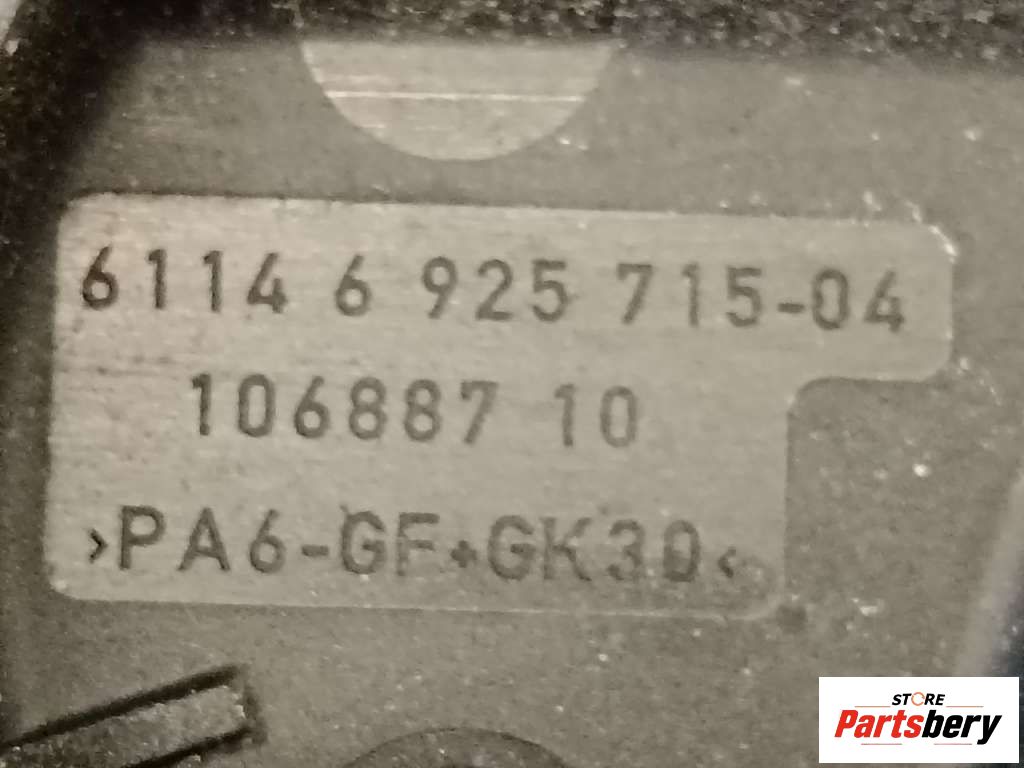 6114 6 925 715-04
106887 10
>PA6-GF+GK30<
STORE
Partsbery